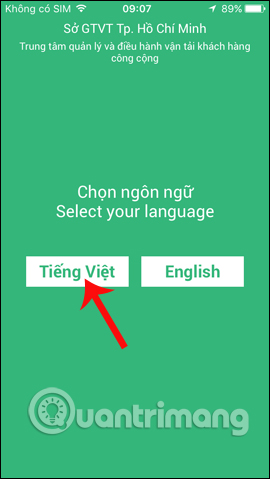 Không có SIM 09:07 89%
Sở GTVT Tp. Hồ Chí Minh
Trung tâm quản lý và điều hành vận tải khách hàng
công cộng
Chọn ngôn ngữ
Select your language
Tiếng Việt English
Quantrimang